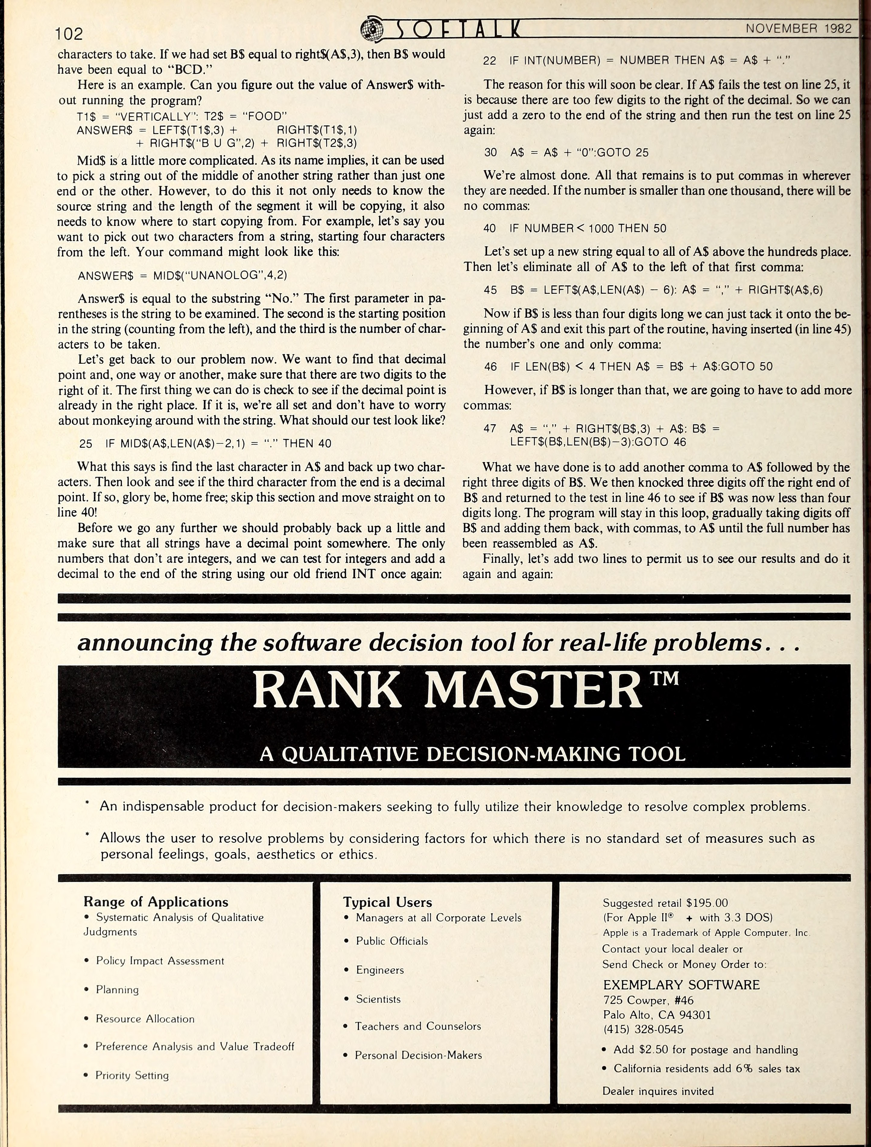 102
SOFTALK
NOVEMBER 1982
characters to take. If we had set B$ equal to right$(A$,3), then B$ would
have been equal to “BCD.”
Here is an example. Can you figure out the value of Answer$ with-
out running the program?
T1$ = “VERTICALLY”: T2$ = “FOOD”
ANSWER$ = LEFT$(T1$,3) + RIGHT$(T1$,1)
+ RIGHT$(“B U G”,2) + RIGHT$(T2$,3)
Mid$ is a little more complicated. As its name implies, it can be used
to pick a string out of the middle of another string rather than just one
end or the other. However, to do this it not only needs to know the
source string and the length of the segment it will be copying, it also
needs to know where to start copying from. For example, let’s say you
want to pick out two characters from a string, starting four characters
from the left. Your command might look like this:
ANSWER$ = MID$(“UNANOLOG”,4,2)
Answer$ is equal to the substring “No.” The first parameter in pa-
rentheses is the string to be examined. The second is the starting position
in the string (counting from the left), and the third is the number of char-
acters to be taken.
Let’s get back to our problem now. We want to find that decimal
point and, one way or another, make sure that there are two digits to the
right of it. The first thing we can do is check to see if the decimal point is
already in the right place. If it is, we’re all set and don’t have to worry
about monkeying around with the string. What should our test look like?
25 IF MID$(A$,LEN(A$)−2,1) = “.” THEN 40
What this says is find the last character in A$ and back up two char-
acters. Then look and see if the third character from the end is a decimal
point. If so, glory be, home free; skip this section and move straight on to
line 40!
Before we go any further we should probably back up a little and
make sure that all strings have a decimal point somewhere. The only
numbers that don’t are integers, and we can test for integers and add a
decimal to the end of the string using our old friend INT once again:
22 IF INT(NUMBER) = NUMBER THEN A$ = A$ + “.”
The reason for this will soon be clear. If A$ fails the test on line 25, it
is because there are too few digits to the right of the decimal. So we can
just add a zero to the end of the string and then run the test on line 25
again:
30 A$ = A$ + “0”:GOTO 25
We’re almost done. All that remains is to put commas in wherever
they are needed. If the number is smaller than one thousand, there will be
no commas:
40 IF NUMBER < 1000 THEN 50
Let’s set up a new string equal to all of A$ above the hundreds place.
Then let’s eliminate all of A$ to the left of that first comma:
45 B$ = LEFT$(A$,LEN(A$) − 6): A$ = “,” + RIGHT$(A$,6)
Now if B$ is less than four digits long we can just tack it onto the be-
ginning of A$ and exit this part of the routine, having inserted (in line 45)
the number’s one and only comma:
46 IF LEN(B$) < 4 THEN A$ = B$ + A$:GOTO 50
However, if B$ is longer than that, we are going to have to add more
commas:
47 A$ = “,” + RIGHT$(B$,3) + A$: B$ =
LEFT$(B$,LEN(B$)−3):GOTO 46
What we have done is to add another comma to A$ followed by the
right three digits of B$. We then knocked three digits off the right end of
B$ and returned to the test in line 46 to see if B$ was now less than four
digits long. The program will stay in this loop, gradually taking digits off
B$ and adding them back, with commas, to A$ until the full number has
been reassembled as A$.
Finally, let’s add two lines to permit us to see our results and do it
again and again:
announcing the software decision tool for real-life problems. . .
RANK MASTER™
A QUALITATIVE DECISION-MAKING TOOL
* An indispensable product for decision-makers seeking to fully utilize their knowledge to resolve complex problems.
* Allows the user to resolve problems by considering factors for which there is no standard set of measures such as
personal feelings, goals, aesthetics or ethics.
Range of Applications
• Systematic Analysis of Qualitative
Judgments
• Policy Impact Assessment
• Planning
• Resource Allocation
• Preference Analysis and Value Tradeoff
• Priority Setting
Typical Users
• Managers at all Corporate Levels
• Public Officials
• Engineers
• Scientists
• Teachers and Counselors
• Personal Decision-Makers
Suggested retail $195.00
(For Apple II® + with 3.3 DOS)
Apple is a Trademark of Apple Computer, Inc.
Contact your local dealer or
Send Check or Money Order to:
EXEMPLARY SOFTWARE
725 Cowper, #46
Palo Alto, CA 94301
(415) 328-0545
• Add $2.50 for postage and handling
• California residents add 6% sales tax
Dealer inquires invited